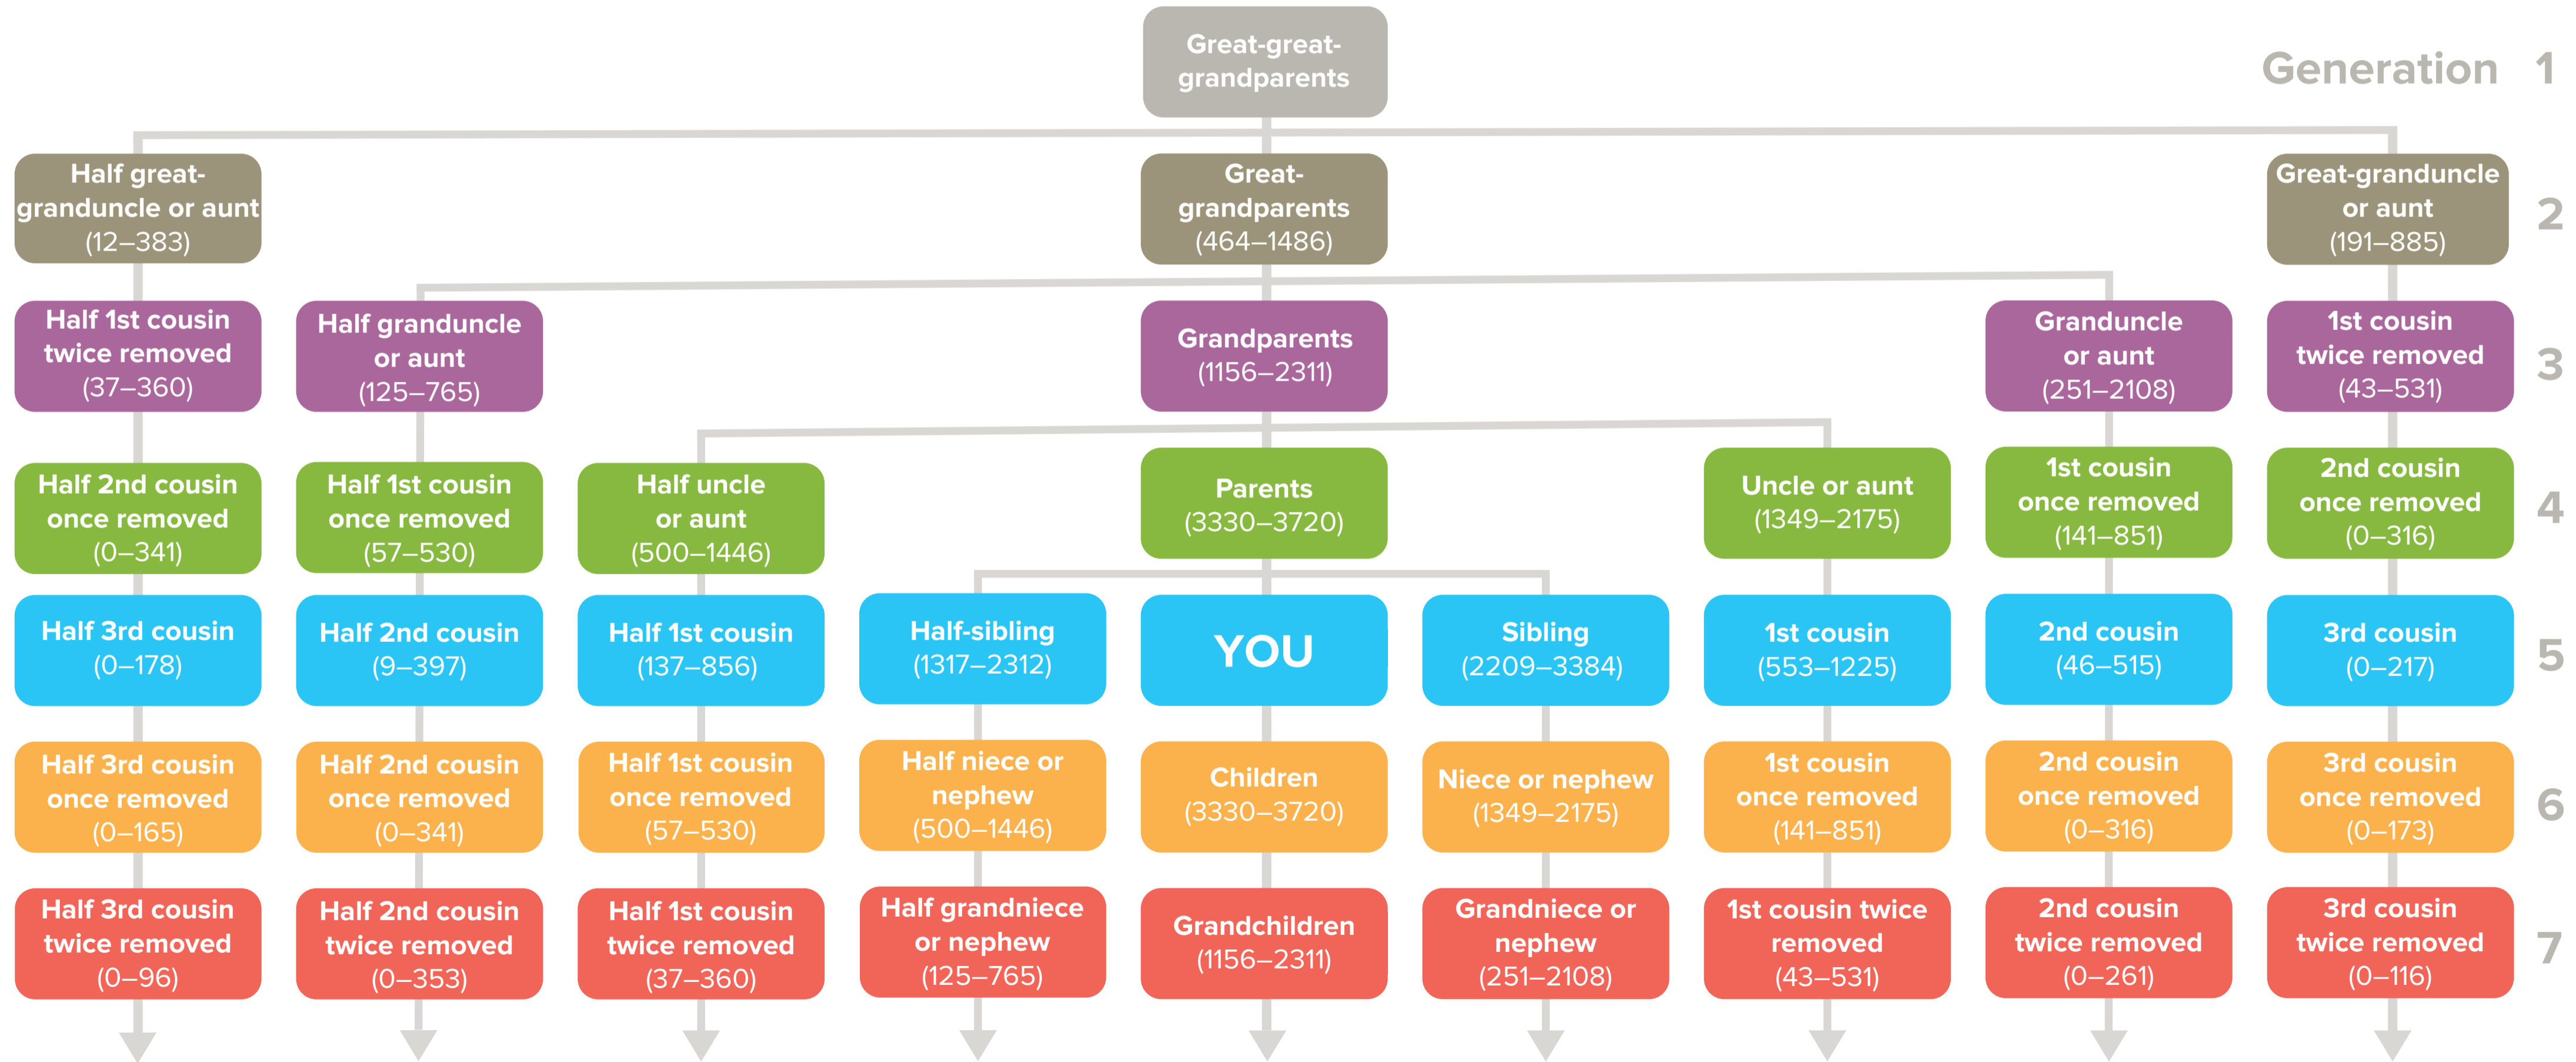 Great-great-
grandparents
Generation 1
Half great-
granduncle or aunt
(12–383)
Great-
grandparents
(464–1486)
Great-granduncle
or aunt
(191–885)
2
Half 1st cousin
twice removed
(37–360)
Half granduncle
or aunt
(125–765)
Grandparents
(1156–2311)
Granduncle
or aunt
(251–2108)
1st cousin
twice removed
(43–531)
3
Half 2nd cousin
once removed
(0–341)
Half 1st cousin
once removed
(57–530)
Half uncle
or aunt
(500–1446)
Parents
(3330–3720)
Uncle or aunt
(1349–2175)
1st cousin
once removed
(141–851)
2nd cousin
once removed
(0–316)
4
Half 3rd cousin
(0–178)
Half 2nd cousin
(9–397)
Half 1st cousin
(137–856)
Half-sibling
(1317–2312)
YOU
Sibling
(2209–3384)
1st cousin
(553–1225)
2nd cousin
(46–515)
3rd cousin
(0–217)
5
Half 3rd cousin
once removed
(0–165)
Half 2nd cousin
once removed
(0–341)
Half 1st cousin
once removed
(57–530)
Half niece or
nephew
(500–1446)
Children
(3330–3720)
Niece or nephew
(1349–2175)
1st cousin
once removed
(141–851)
2nd cousin
once removed
(0–316)
3rd cousin
once removed
(0–173)
6
Half 3rd cousin
twice removed
(0–96)
Half 2nd cousin
twice removed
(0–353)
Half 1st cousin
twice removed
(37–360)
Half grandniece
or nephew
(125–765)
Grandchildren
(1156–2311)
Grandniece or
nephew
(251–2108)
1st cousin twice
removed
(43–531)
2nd cousin
twice removed
(0–261)
3rd cousin
twice removed
(0–116)
7